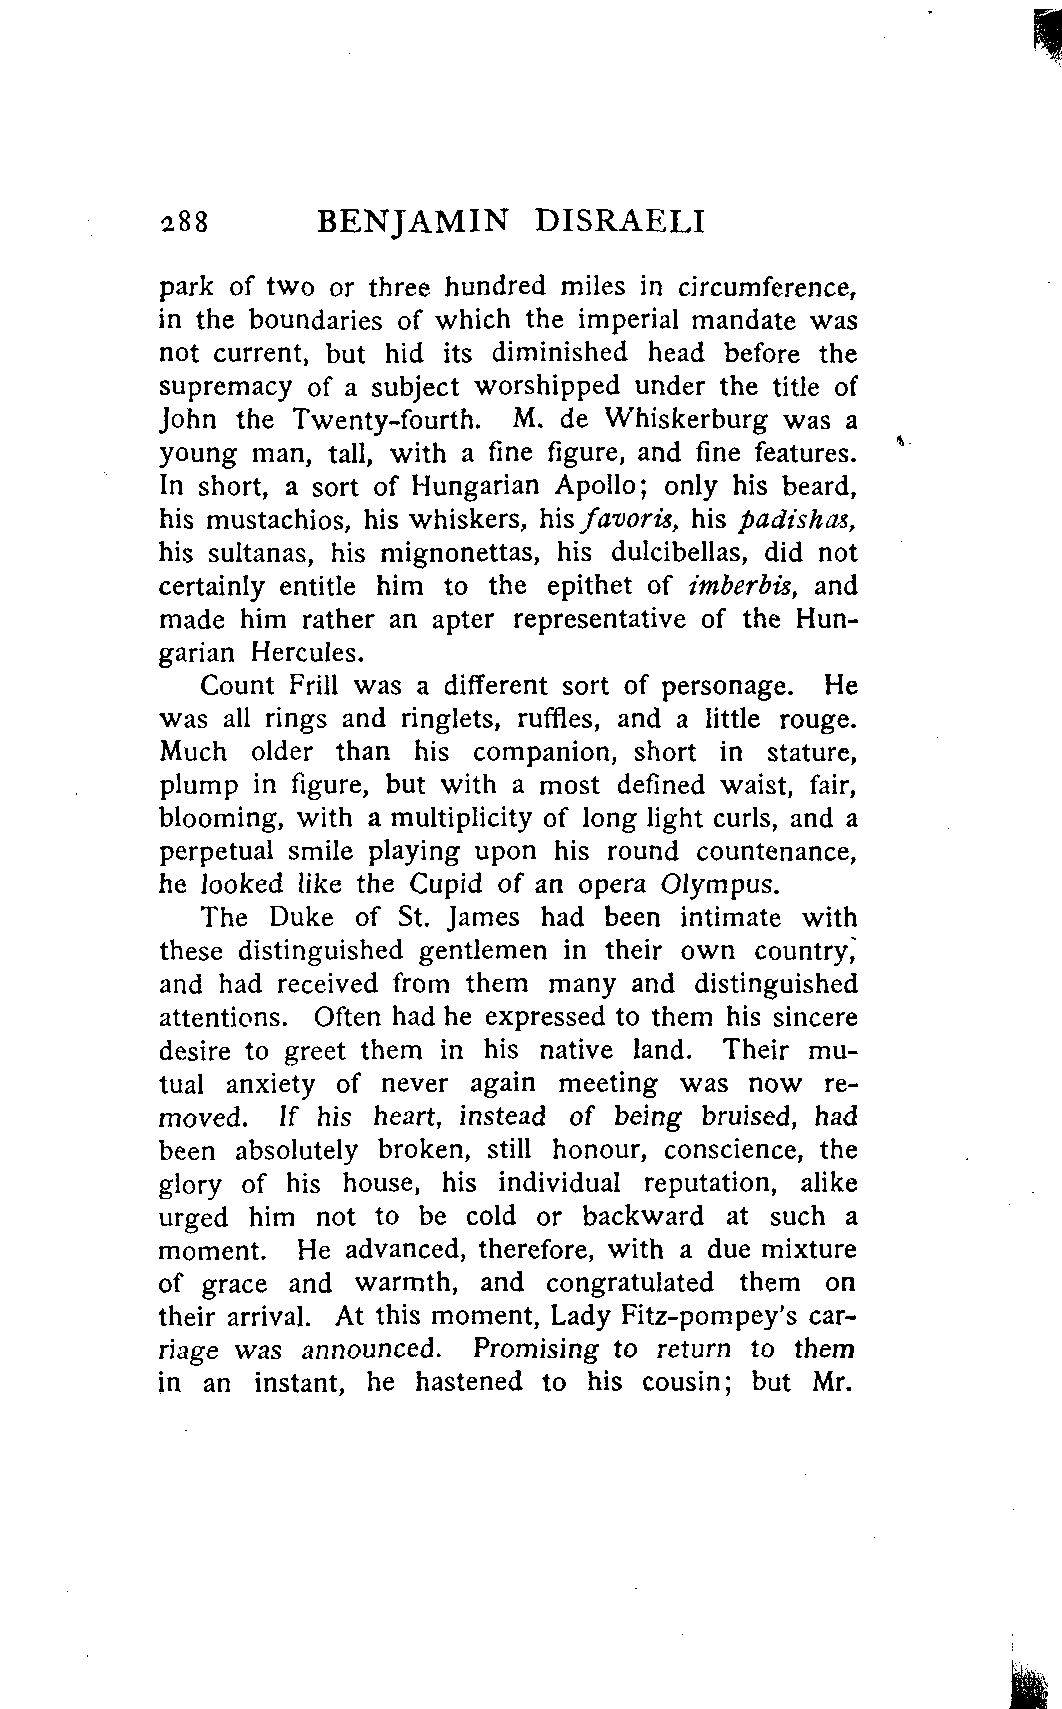 288 BENJAMIN DISRAELI
park of two or three hundred miles in circumference,
in the boundaries of which the imperial mandate was
not current, but hid its diminished head before the
supremacy of a subject worshipped under the title of
John the Twenty-fourth. M. de Whiskerburg was a
young man, tall, with a fine figure, and fine features.
In short, a sort of Hungarian Apollo; only his beard,
his mustachios, his whiskers, his favoris, his padishas,
his sultanas, his mignonettas, his dulcibellas, did not
certainly entitle him to the epithet of imberbis, and
made him rather an apter representative of the Hun-
garian Hercules.
Count Frill was a different sort of personage. He
was all rings and ringlets, ruffles, and a little rouge.
Much older than his companion, short in stature,
plump in figure, but with a most defined waist, fair,
blooming, with a multiplicity of long light curls, and a
perpetual smile playing upon his round countenance,
he looked like the Cupid of an opera Olympus.
The Duke of St. James had been intimate with
these distinguished gentlemen in their own country,
and had received from them many and distinguished
attentions. Often had he expressed to them his sincere
desire to greet them in his native land. Their mu-
tual anxiety of never again meeting was now re-
moved. If his heart, instead of being bruised, had
been absolutely broken, still honour, conscience, the
glory of his house, his individual reputation, alike
urged him not to be cold or backward at such a
moment. He advanced, therefore, with a due mixture
of grace and warmth, and congratulated them on
their arrival. At this moment, Lady Fitz-pompey's car-
riage was announced. Promising to return to them
in an instant, he hastened to his cousin; but Mr.